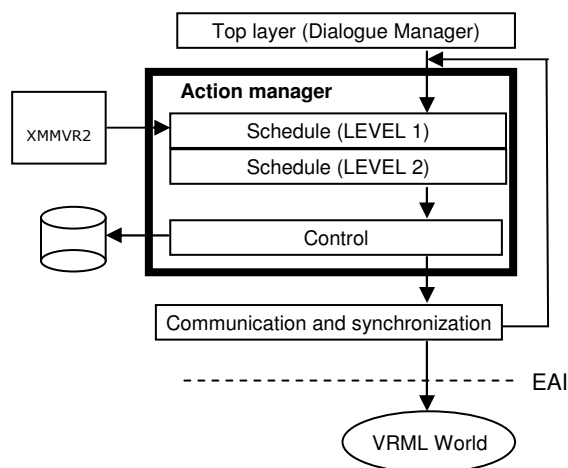 Top layer (Dialogue Manager)
Action manager
XMMVR2
Schedule (LEVEL 1)
Schedule (LEVEL 2)
Control
Communication and synchronization
EAI
VRML World